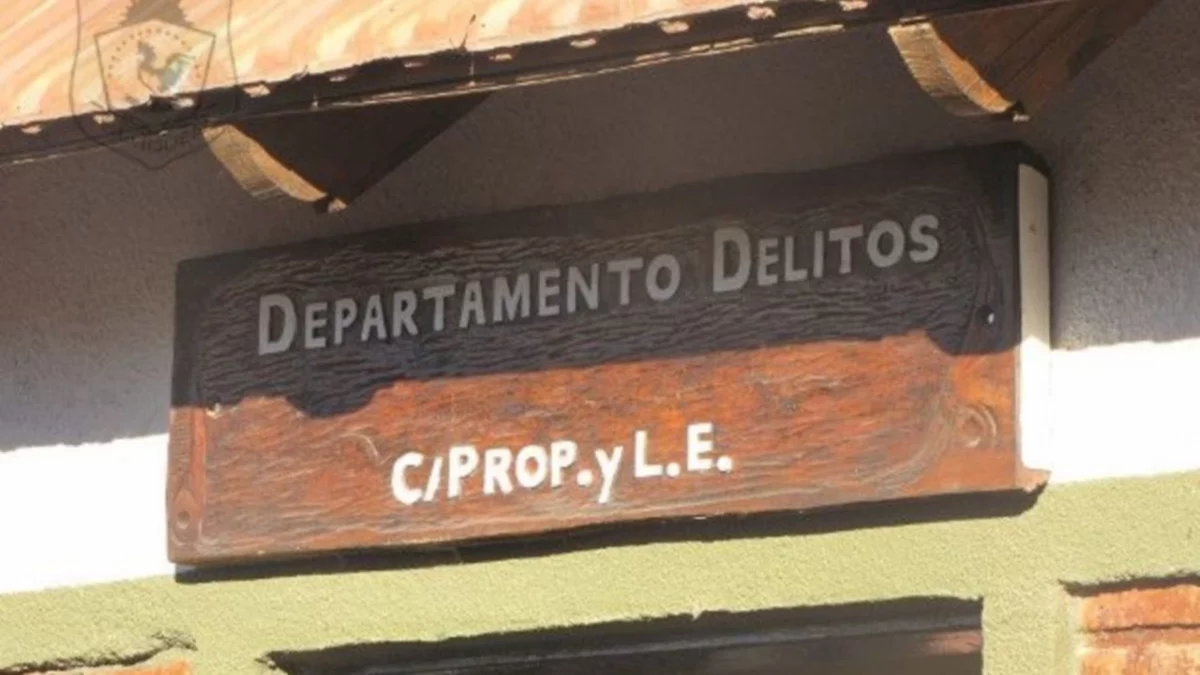 DEPARTAMENTO DELITOS
C/PROP. y L.E.